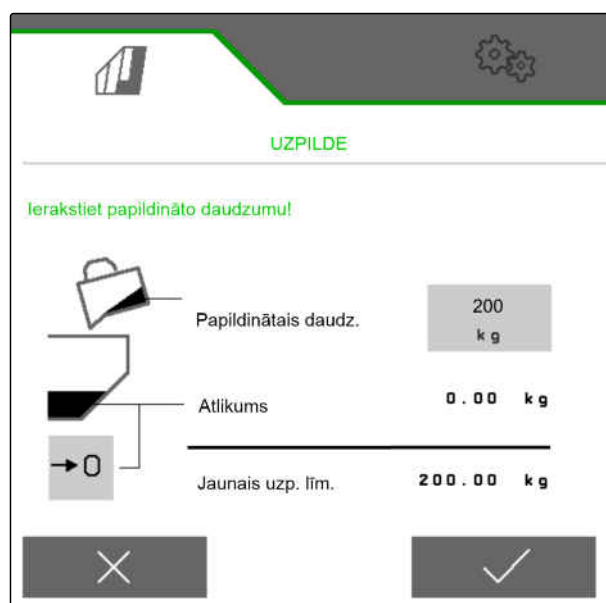 UZPILDE
Ierakstiet papildināto daudzumu!
Papildinātais daudz.
200
kg
Atlikums
0.00 kg
→0
Jaunais uzp. līm.
200.00 kg